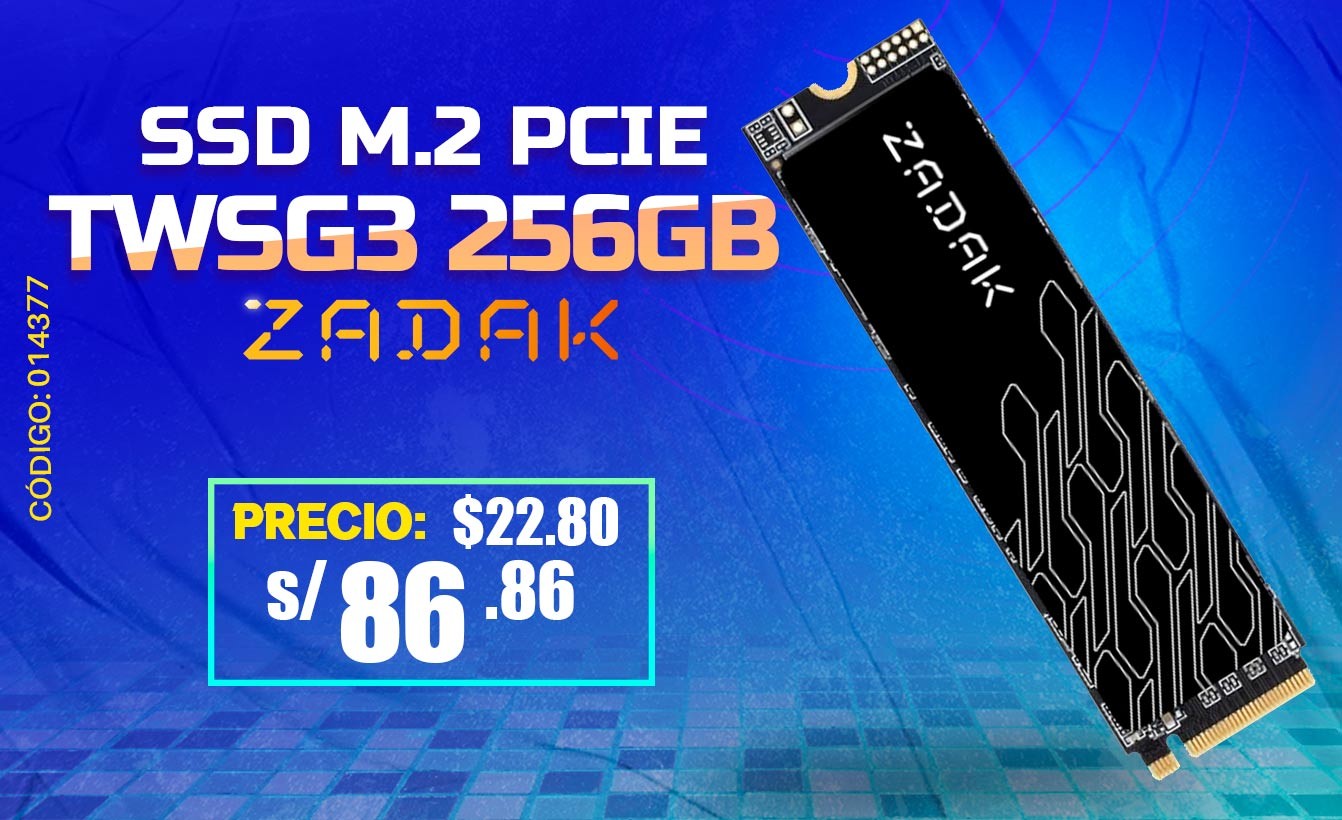 SSD M.2 PCIE
TWSG3 256GB
ZADAK
CÓDIGO: 014377
PRECIO: $22.80
s/ 86.86
ZADAK